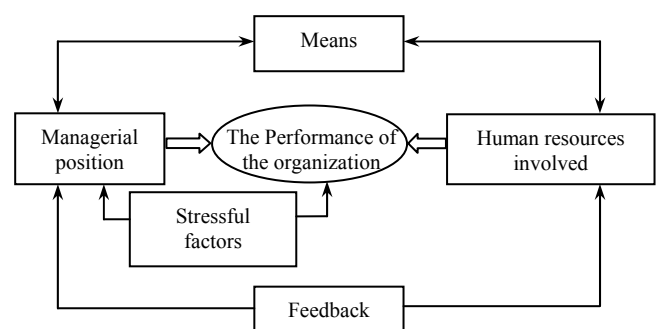 Means
Managerial
position
The Performance of
the organization
Human resources
involved
Stressful
factors
Feedback